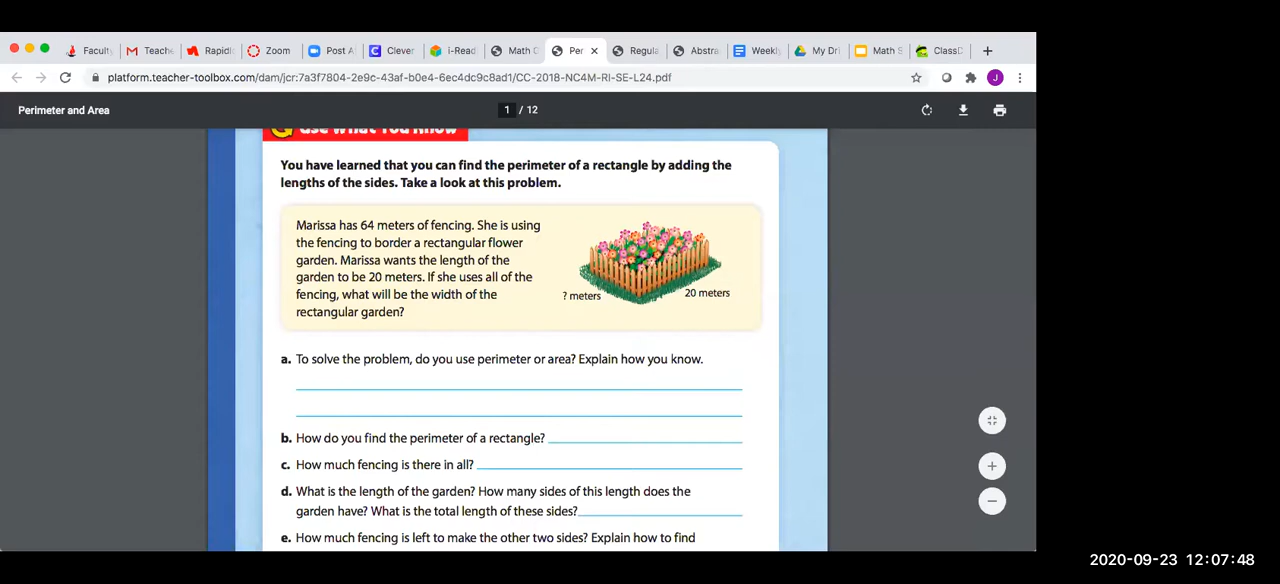 Faculty
M Teache
Rapidl
Zoom
Post A
Clever
i-Read
Math C
Per
Regula
Abstra
Weekl
My Dri
Math S
ClassD
platform.teacher-toolbox.com/dam/jcr:7a3f7804-2e9c-43af-b0e4-6ec4dc9c8ad1/CC-2018-NC4M-RI-SE-L24.pdf
J
Perimeter and Area
1 / 12
Use What You Know
You have learned that you can find the perimeter of a rectangle by adding the
lengths of the sides. Take a look at this problem.
Marissa has 64 meters of fencing. She is using
the fencing to border a rectangular flower
garden. Marissa wants the length of the
garden to be 20 meters. If she uses all of the
fencing, what will be the width of the
rectangular garden?
? meters
20 meters
a. To solve the problem, do you use perimeter or area? Explain how you know.
b. How do you find the perimeter of a rectangle?
c. How much fencing is there in all?
d. What is the length of the garden? How many sides of this length does the
garden have? What is the total length of these sides?
e. How much fencing is left to make the other two sides? Explain how to find
2020-09-23 12:07:48